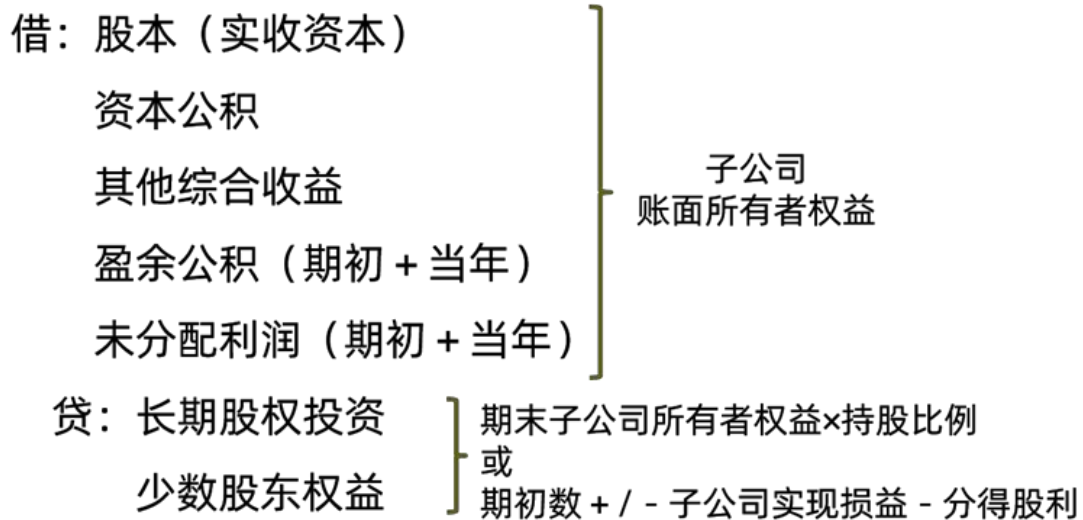 借：股本（实收资本）
资本公积
其他综合收益
盈余公积（期初+当年）
未分配利润（期初+当年）
子公司
账面所有者权益
贷：长期股权投资
少数股东权益
期末子公司所有者权益×持股比例
或
期初数+/-子公司实现损益-分得股利